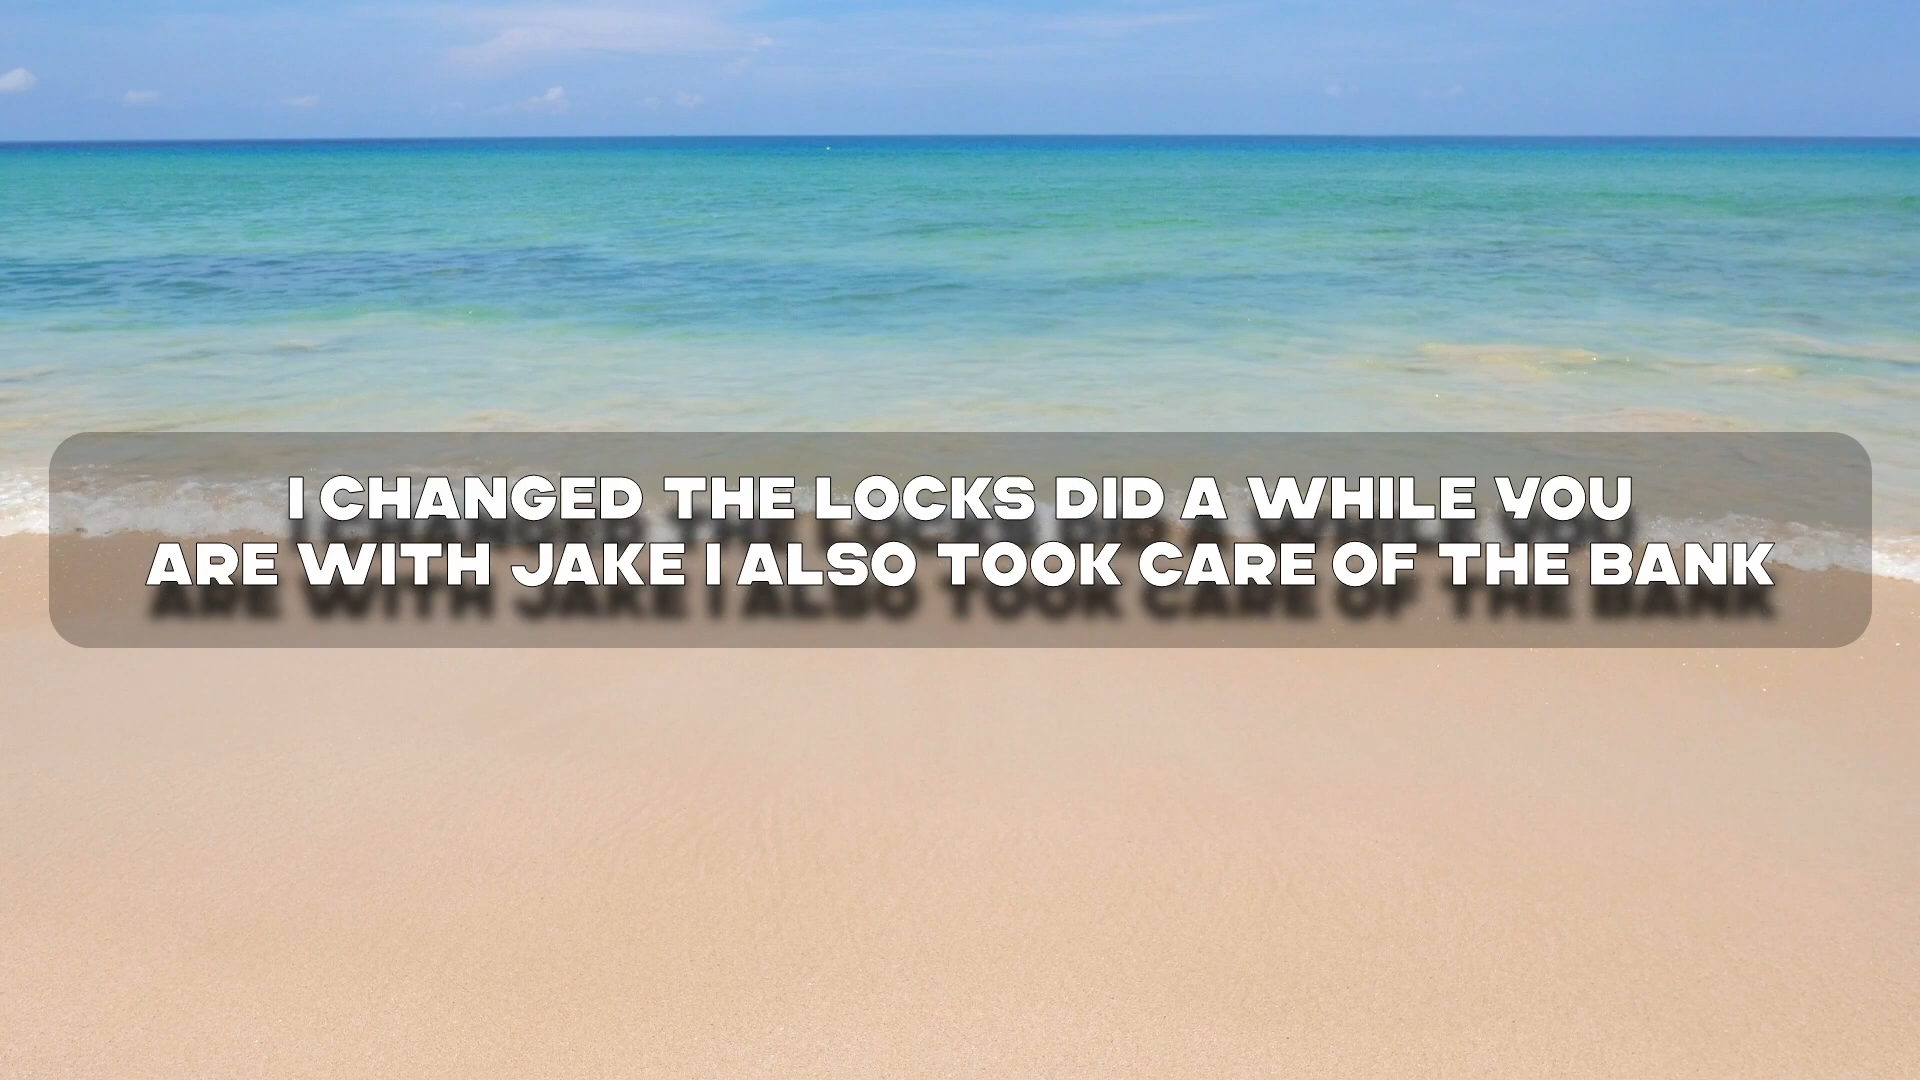 I CHANGED THE LOCKS DID A WHILE YOU
ARE WITH JAKE I ALSO TOOK CARE OF THE BANK